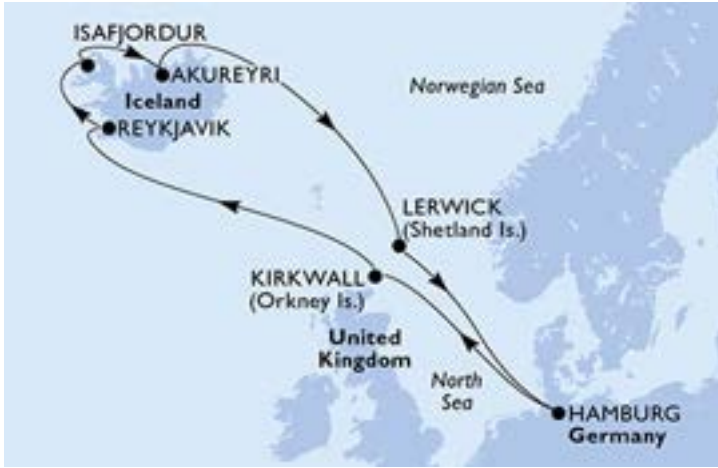 ISAFJORDUR
AKUREYRI
Iceland
REYKJAVIK
Norwegian Sea
LERWICK
(Shetland Is.)
KIRKWALL
(Orkney Is.)
United
Kingdom
North
Sea
HAMBURG
Germany